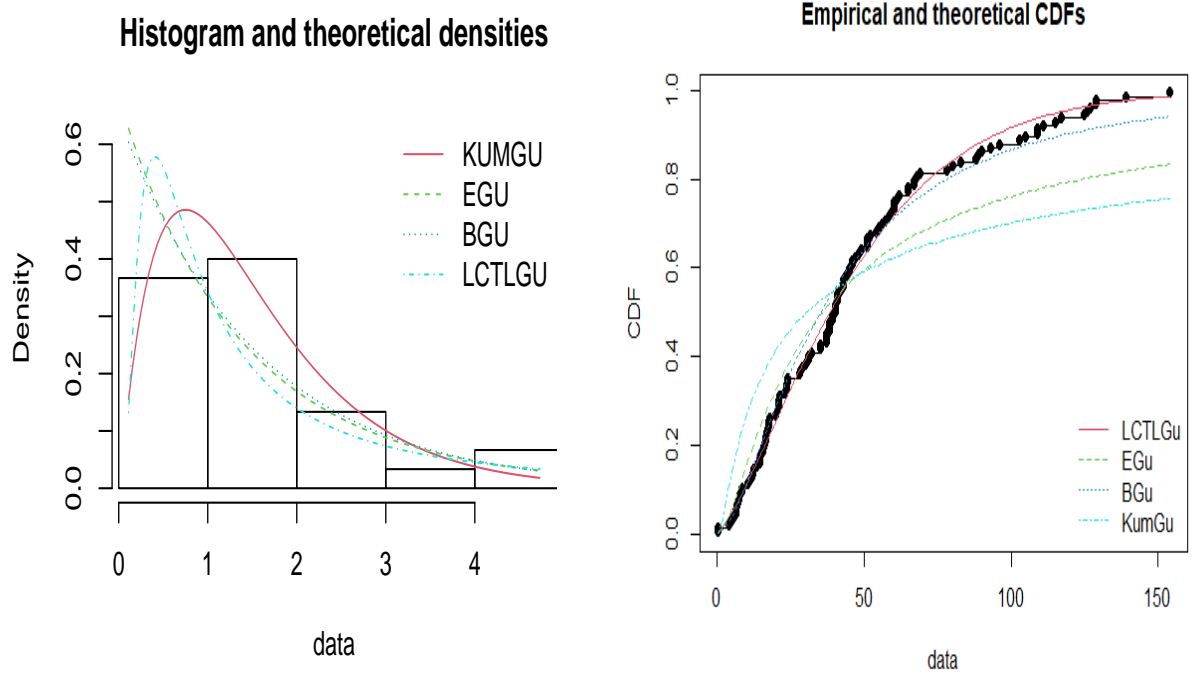 Histogram and theoretical densities
Density
0.0
0.2
0.4
0.6
KUMGU
EGU
BGU
LCTLGU
0 1 2 3 4
data
Empirical and theoretical CDFs
CDF
0.0
0.2
0.4
0.6
0.8
1.0
LCTLGu
EGu
BGu
KumGu
0 50 100 150
data